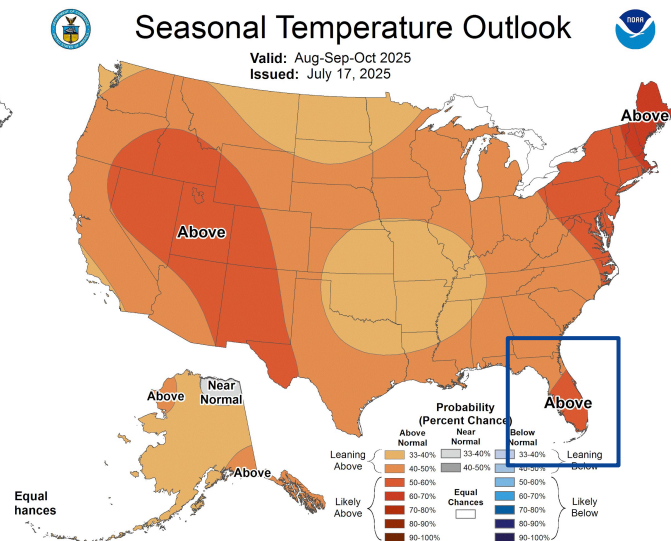 Seasonal Temperature Outlook
NOAA
Valid: Aug-Sep-Oct 2025
Issued: July 17, 2025
Above
Above
Above
Above
Near
Normal
Above
Equal
hances
Probability
(Percent Chance)
Above
Normal
Near
Normal
Below
Normal
Leaning
Above
33-40%
33-40%
33-40%
Leaning
Below
40-50%
40-50%
40-50%
Likely
Above
50-60%
60-70%
70-80%
80-90%
90-100%
Equal
Chances
50-60%
60-70%
70-80%
80-90%
90-100%
Likely
Below